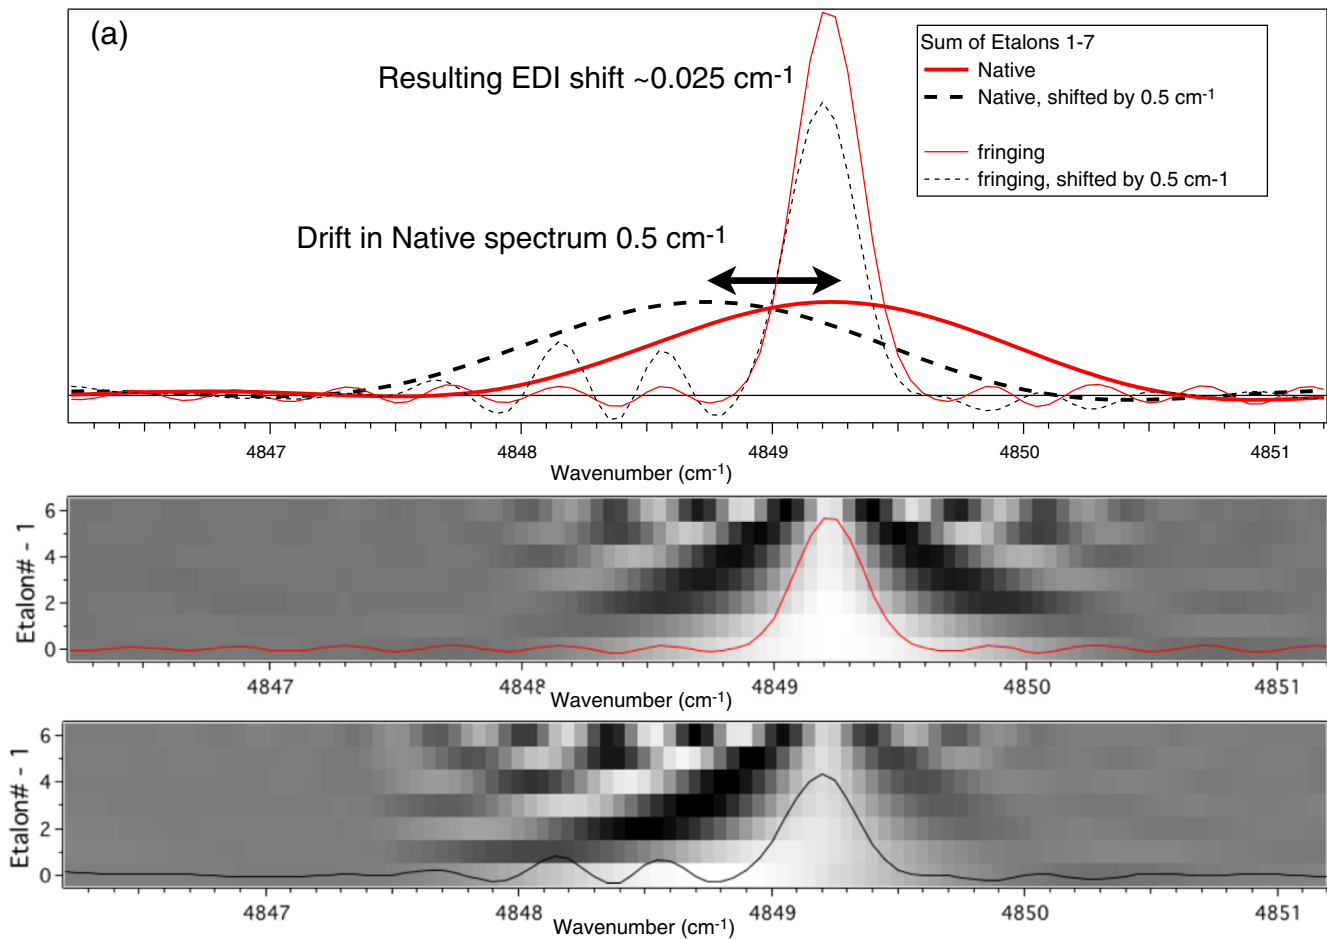 (a)
Resulting EDI shift ~0.025 cm-1
Drift in Native spectrum 0.5 cm-1
Sum of Etalons 1-7
Native
Native, shifted by 0.5 cm-1
fringing
fringing, shifted by 0.5 cm-1
4847 4848 4849 4850 4851
Wavenumber (cm-1)
Etalon# - 1
6
4
2
0
4847 4848 4849 4850 4851
Wavenumber (cm-1)
Etalon# - 1
6
4
2
0
4847 4848 4849 4850 4851
Wavenumber (cm-1)